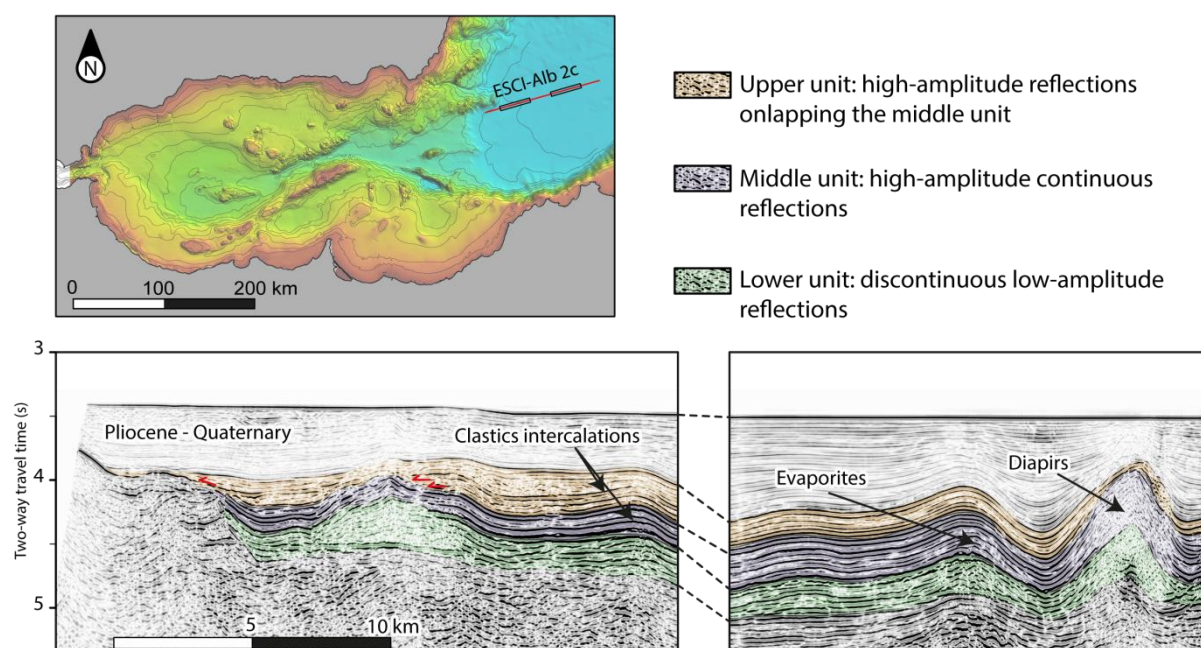 N
ESCI-Alb 2c
0 100 200 km
Upper unit: high-amplitude reflections
onlapping the middle unit
Middle unit: high-amplitude continuous
reflections
Lower unit: discontinuous low-amplitude
reflections
3
4
5
Two-way travel time (s)
Pliocene - Quaternary
Clastics intercalations
Evaporites
Diapirs
5 10 km